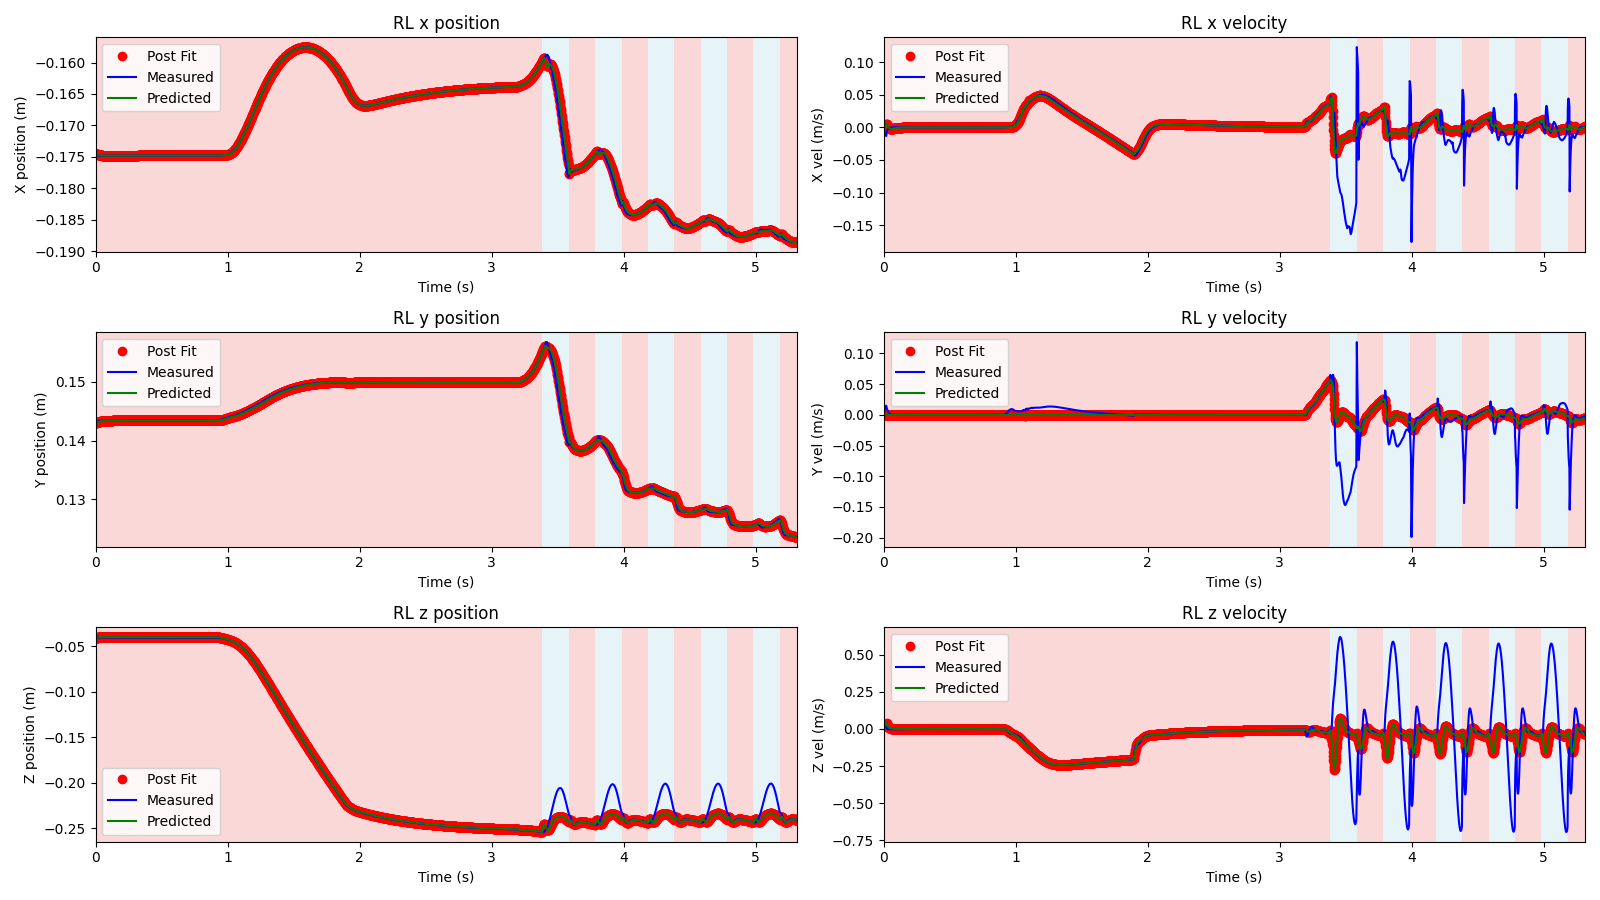 RL x position
X position (m)
−0.160
−0.165
−0.170
−0.175
−0.180
−0.185
−0.190
Post Fit
Measured
Predicted
0 1 2 3 4 5
Time (s)
RL x velocity
X vel (m/s)
0.10
0.05
0.00
−0.05
−0.10
−0.15
Post Fit
Measured
Predicted
0 1 2 3 4 5
Time (s)
RL y position
Y position (m)
0.15
0.14
0.13
Post Fit
Measured
Predicted
0 1 2 3 4 5
Time (s)
RL y velocity
Y vel (m/s)
0.10
0.05
0.00
−0.05
−0.10
−0.15
−0.20
Post Fit
Measured
Predicted
0 1 2 3 4 5
Time (s)
RL z position
Z position (m)
−0.05
−0.10
−0.15
−0.20
−0.25
Post Fit
Measured
Predicted
0 1 2 3 4 5
Time (s)
RL z velocity
Z vel (m/s)
0.50
0.25
0.00
−0.25
−0.50
−0.75
Post Fit
Measured
Predicted
0 1 2 3 4 5
Time (s)